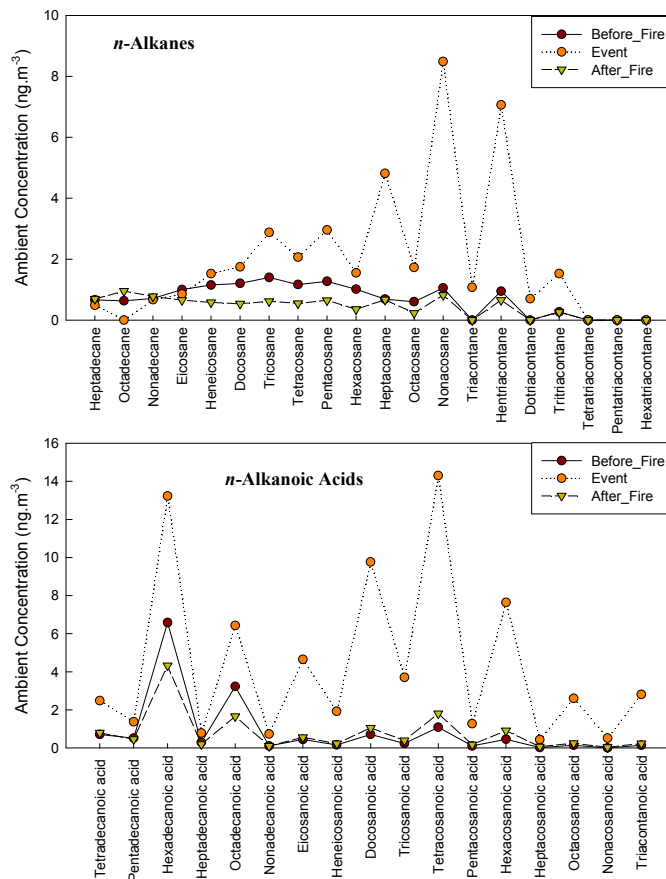 n-Alkanes
Before_Fire
Event
After_Fire
Ambient Concentration (ng.m-3)
10
8
6
4
2
0
Heptadecane
Octadecane
Nonadecane
Eicosane
Heneicosane
Docosane
Tricosane
Tetracosane
Pentacosane
Hexacosane
Heptacosane
Octacosane
Nonacosane
Triacontane
Hentriacontane
Dotriacontane
Tritriacontane
Tetratriacontane
Pentatriacontane
Hexatriacontane
n-Alkanoic Acids
Before_Fire
Event
After_Fire
Ambient Concentration (ng.m-3)
16
14
12
10
8
6
4
2
0
Tetradecanoic acid
Pentadecanoic acid
Hexadecanoic acid
Heptadecanoic acid
Octadecanoic acid
Nonadecanoic acid
Eicosanoic acid
Heneicosanoic acid
Docosanoic acid
Tricosanoic acid
Tetracosanoic acid
Pentacosanoic acid
Hexacosanoic acid
Heptacosanoic acid
Octacosanoic acid
Nonacosanoic acid
Triacontanoic acid